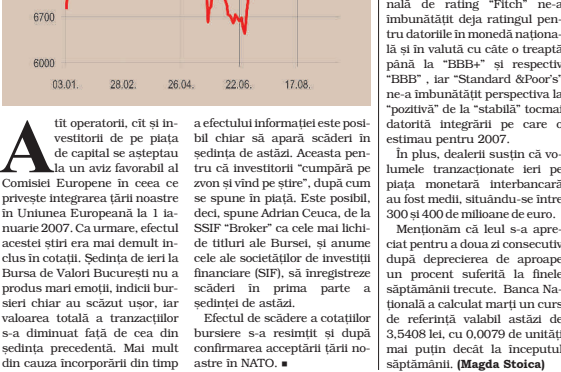 6700
6000
03.01. 28.02. 26.04. 22.06. 17.08.
Atît operatorii, cît și in-
vestitorii de pe piața
de capital se așteptau
la un aviz favorabil al
Comisiei Europene în ceea ce
privește integrarea țării noastre
în Uniunea Europeană la 1 ia-
nuarie 2007. Ca urmare, efectul
acestei știri era mai demult in-
clus în cotații. Ședința de ieri la
Bursa de Valori București nu a
produs mari emoții, indicii bur-
sieri chiar au scăzut ușor, iar
valoarea totală a tranzacțiilor
s-a diminuat față de cea din
ședința precedentă. Mai mult
din cauza încorporării din timp
a efectului informației este posi-
bil chiar să apară scăderi în
ședința de astăzi. Aceasta pen-
tru că investitorii “cumpără pe
zvon și vînd pe știre”, după cum
se spune în piață. Este posibil,
deci, spune Adrian Ceuca, de la
SSIF “Broker” ca cele mai lichi-
de titluri ale Bursei, și anume
cele ale societăților de investiții
financiare (SIF), să înregistreze
scăderi în prima parte a
ședinței de astăzi.
Efectul de scădere a cotațiilor
bursiere s-a resimțit și după
confirmarea acceptării țării no-
astre în NATO. ■
nală de rating “Fitch” ne-a
îmbunătățit deja ratingul pen-
tru datoriile în monedă naționa-
lă și în valută cu câte o treaptă
până la “BBB+” și respectiv
“BBB” , iar “Standard &Poor’s”
ne-a îmbunătățit perspectiva la
“pozitivă” de la “stabilă” tocmai
datorită integrării pe care o
estimau pentru 2007.
În plus, dealerii susțin că vo-
lumele tranzacționate ieri pe
piața monetară interbancară
au fost medii, situându-se între
300 și 400 de milioane de euro.
Menționăm că leul s-a apre-
ciat pentru a doua zi consecutiv
după deprecierea de aproape
un procent suferită la finele
săptămânii trecute. Banca Na-
țională a calculat marți un curs
de referință valabil astăzi de
3,5408 lei, cu 0,0079 de unități
mai puțin decât la începutul
săptămânii. (Magda Stoica)